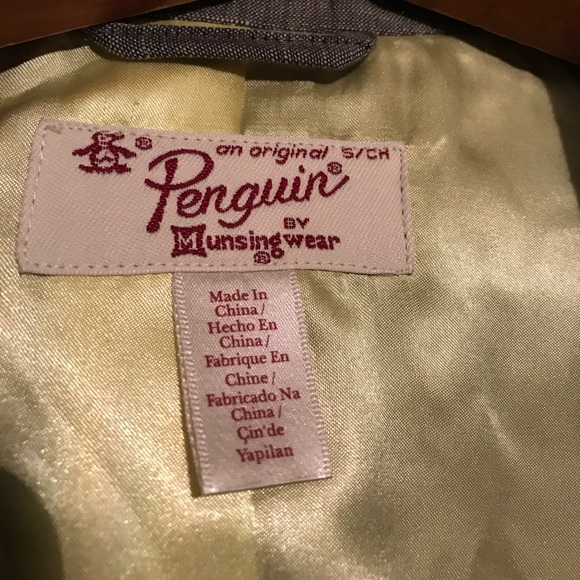 an original S/CH
Penguin®
BY
Munsingwear®
Made In
China/
Hecho En
China/
Fabrique En
Chine/
Fabricado Na
China/
Çin'de
Yapilan